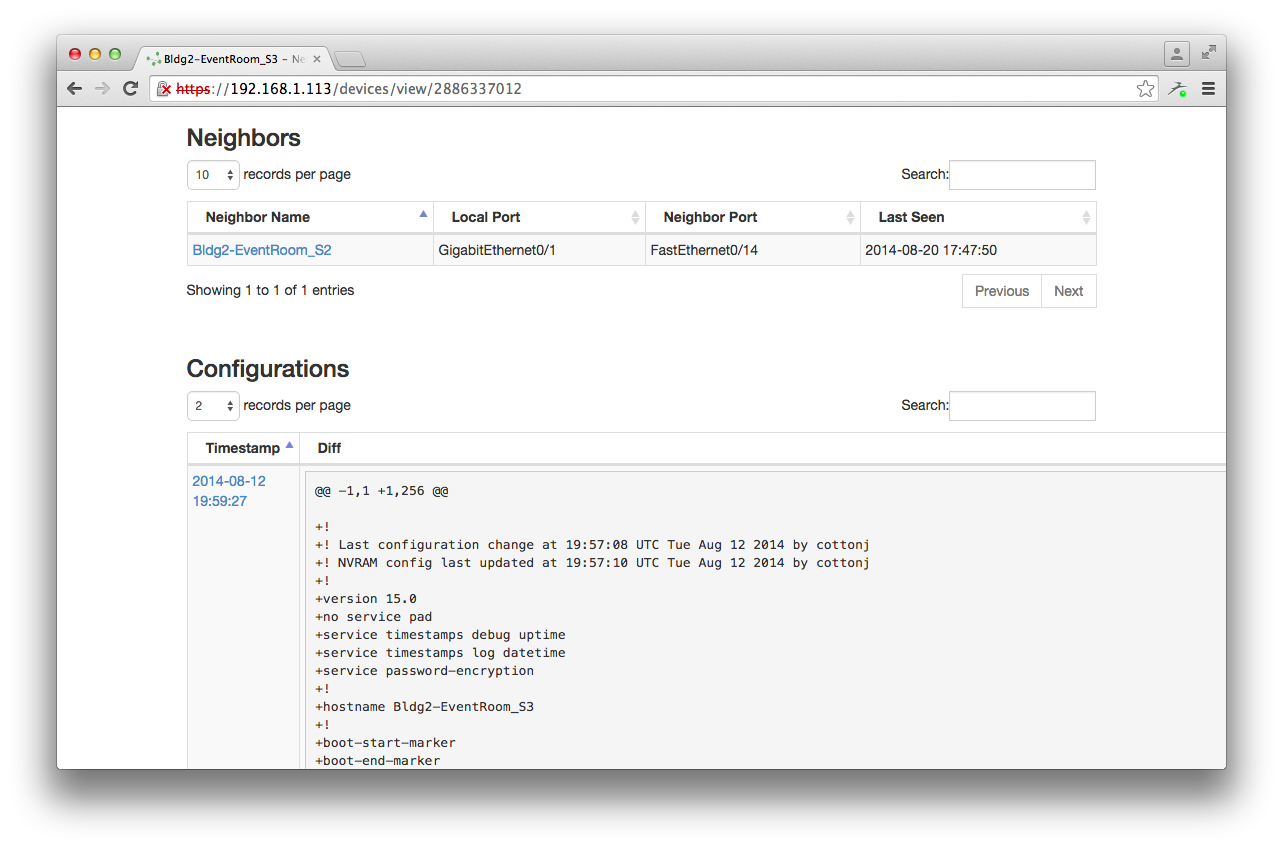 Bldg2-EventRoom_S3 - Ne
https://192.168.1.113/devices/view/2886337012
Neighbors
10 records per page Search:
Neighbor Name Local Port Neighbor Port Last Seen
Bldg2-EventRoom_S2 GigabitEthernet0/1 FastEthernet0/14 2014-08-20 17:47:50
Showing 1 to 1 of 1 entries Previous Next
Configurations
2 records per page Search:
Timestamp Diff
2014-08-12
19:59:27
@@ -1,1 +1,256 @@
+!
+! Last configuration change at 19:57:08 UTC Tue Aug 12 2014 by cottonj
+! NVRAM config last updated at 19:57:10 UTC Tue Aug 12 2014 by cottonj
+!
+version 15.0
+no service pad
+service timestamps debug uptime
+service timestamps log datetime
+service password-encryption
+!
+hostname Bldg2-EventRoom_S3
+!
+boot-start-marker
+boot-end-marker